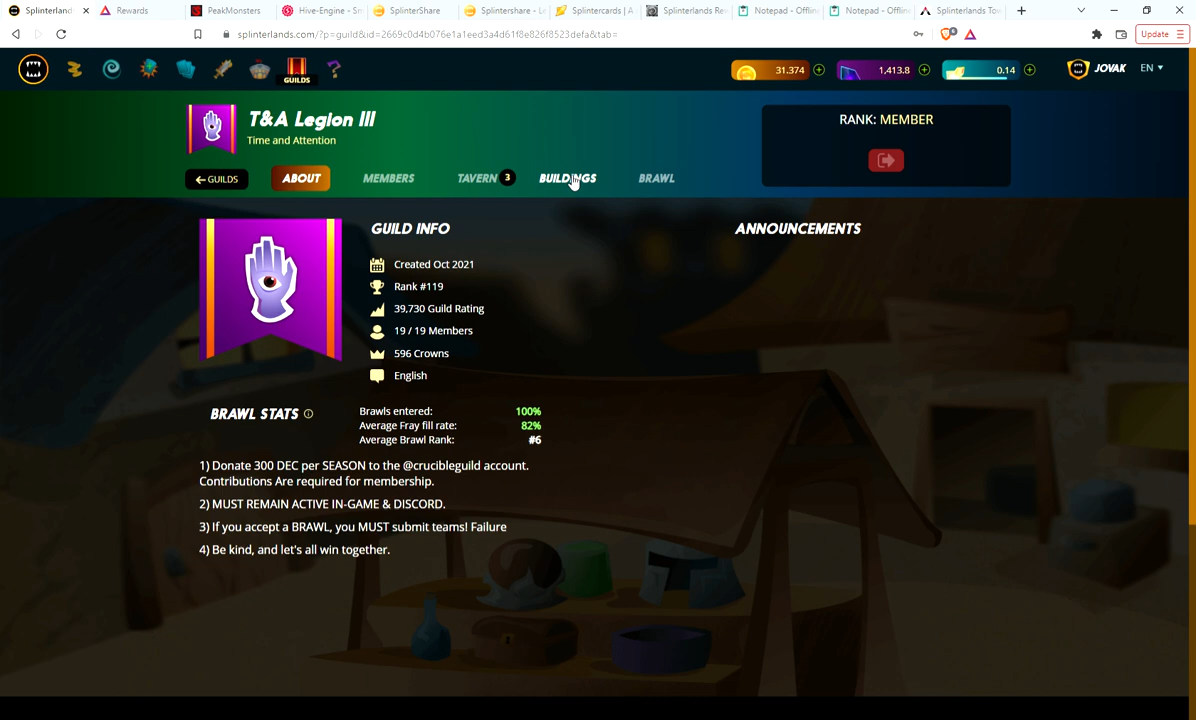 Splinterland
Rewards
PeakMonsters
Hive-Engine - Sm
SplinterShare
Splintershare - Le
Splintercards | A
Splinterlands Re
Notepad - Offlin
Notepad - Offlin
Splinterlands Tow
splinterlands.com/?p=guild&id=2669c0d4b076e1a1eed3a4d61f8e826f8523defa&tab=
Update
GUILDS
31.374
1,413.8
0.14
JOVAK
EN
T&A Legion III
Time and Attention
RANK: MEMBER
GUILDS
ABOUT
MEMBERS
TAVERN 3
BUILDINGS
BRAWL
GUILD INFO
ANNOUNCEMENTS
Created Oct 2021
Rank #119
39,730 Guild Rating
19 / 19 Members
596 Crowns
English
BRAWL STATS
Brawls entered: 100%
Average Fray fill rate: 82%
Average Brawl Rank: #6
1) Donate 300 DEC per SEASON to the @crucibleguild account.
Contributions Are required for membership.
2) MUST REMAIN ACTIVE IN-GAME & DISCORD.
3) If you accept a BRAWL, you MUST submit teams! Failure
4) Be kind, and let's all win together.